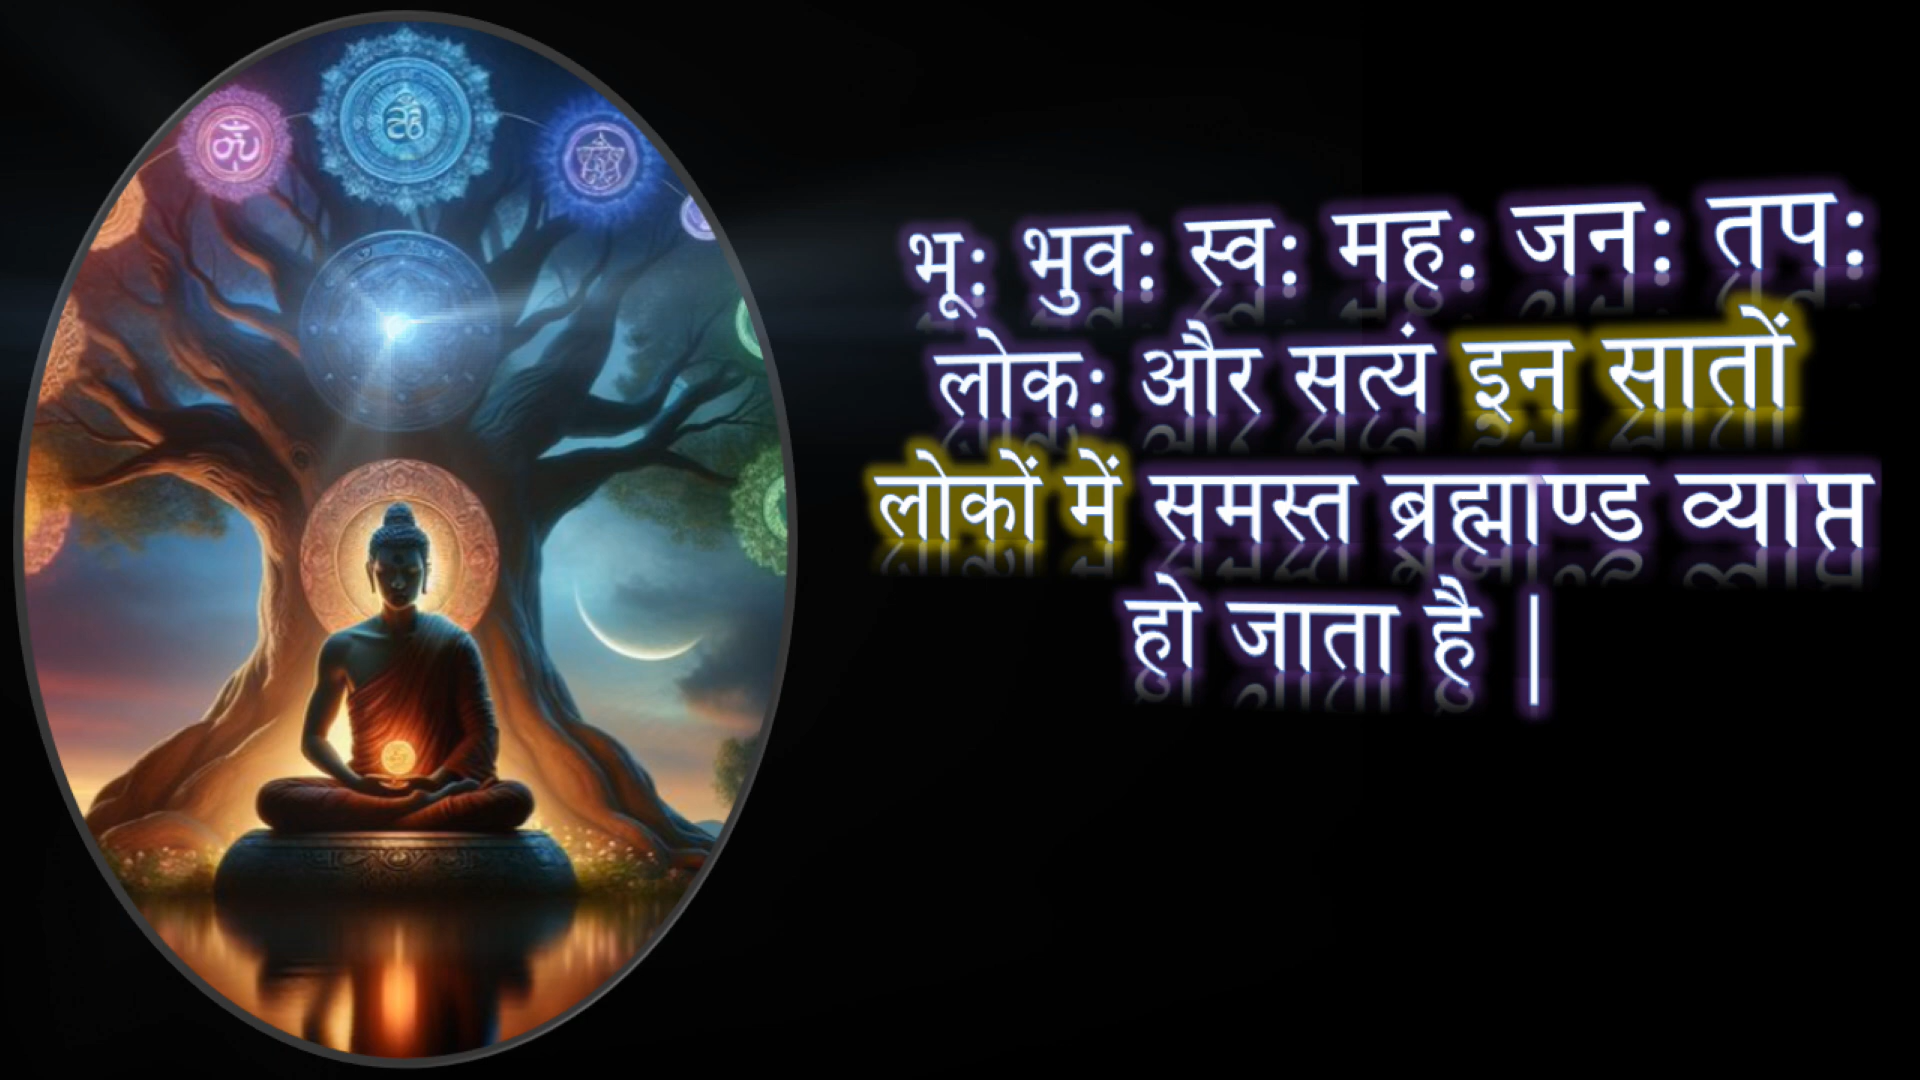 भू: भुव: स्व: मह: जन: तप:
लोक: और सत्यं इन सातों
लोकों में समस्त ब्रह्माण्ड व्याप्त
हो जाता है |